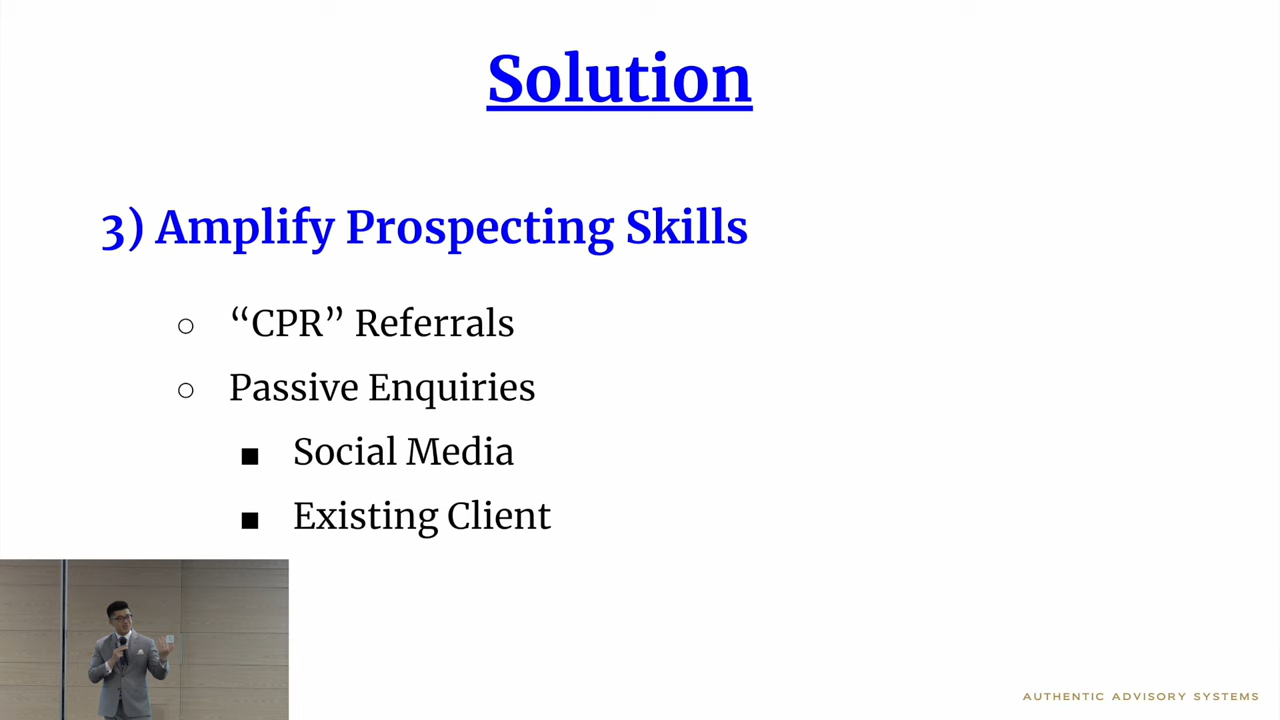 Solution
3) Amplify Prospecting Skills
○ “CPR” Referrals
○ Passive Enquiries
■ Social Media
■ Existing Client
AUTHENTIC ADVISORY SYSTEMS